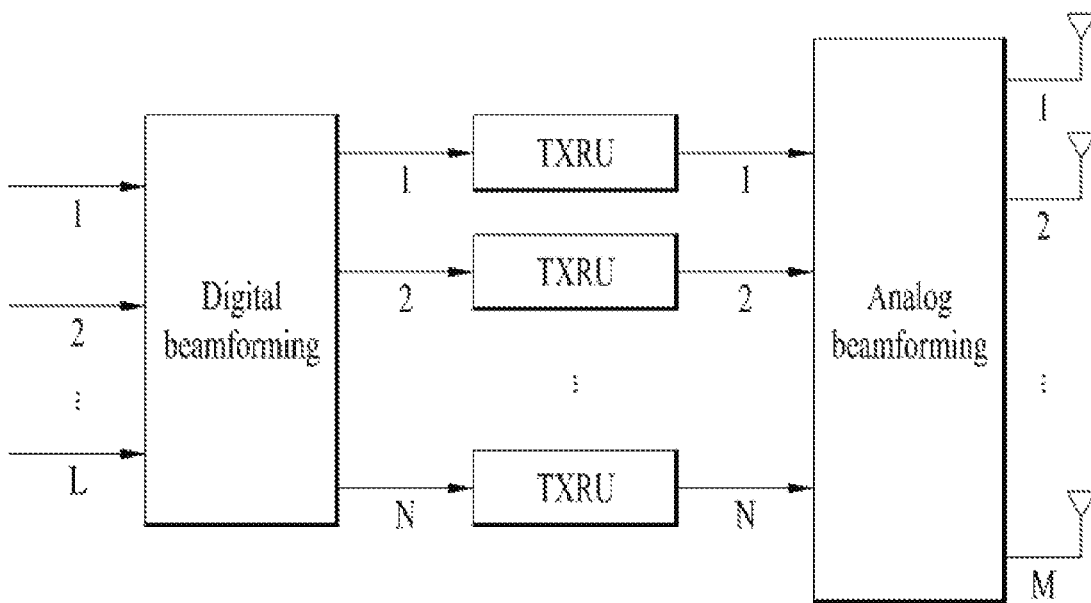 1
2
⋮
L
Digital
beamforming
1
2
N
TXRU
TXRU
⋮
TXRU
1
2
N
Analog
beamforming
1
2
⋮
M